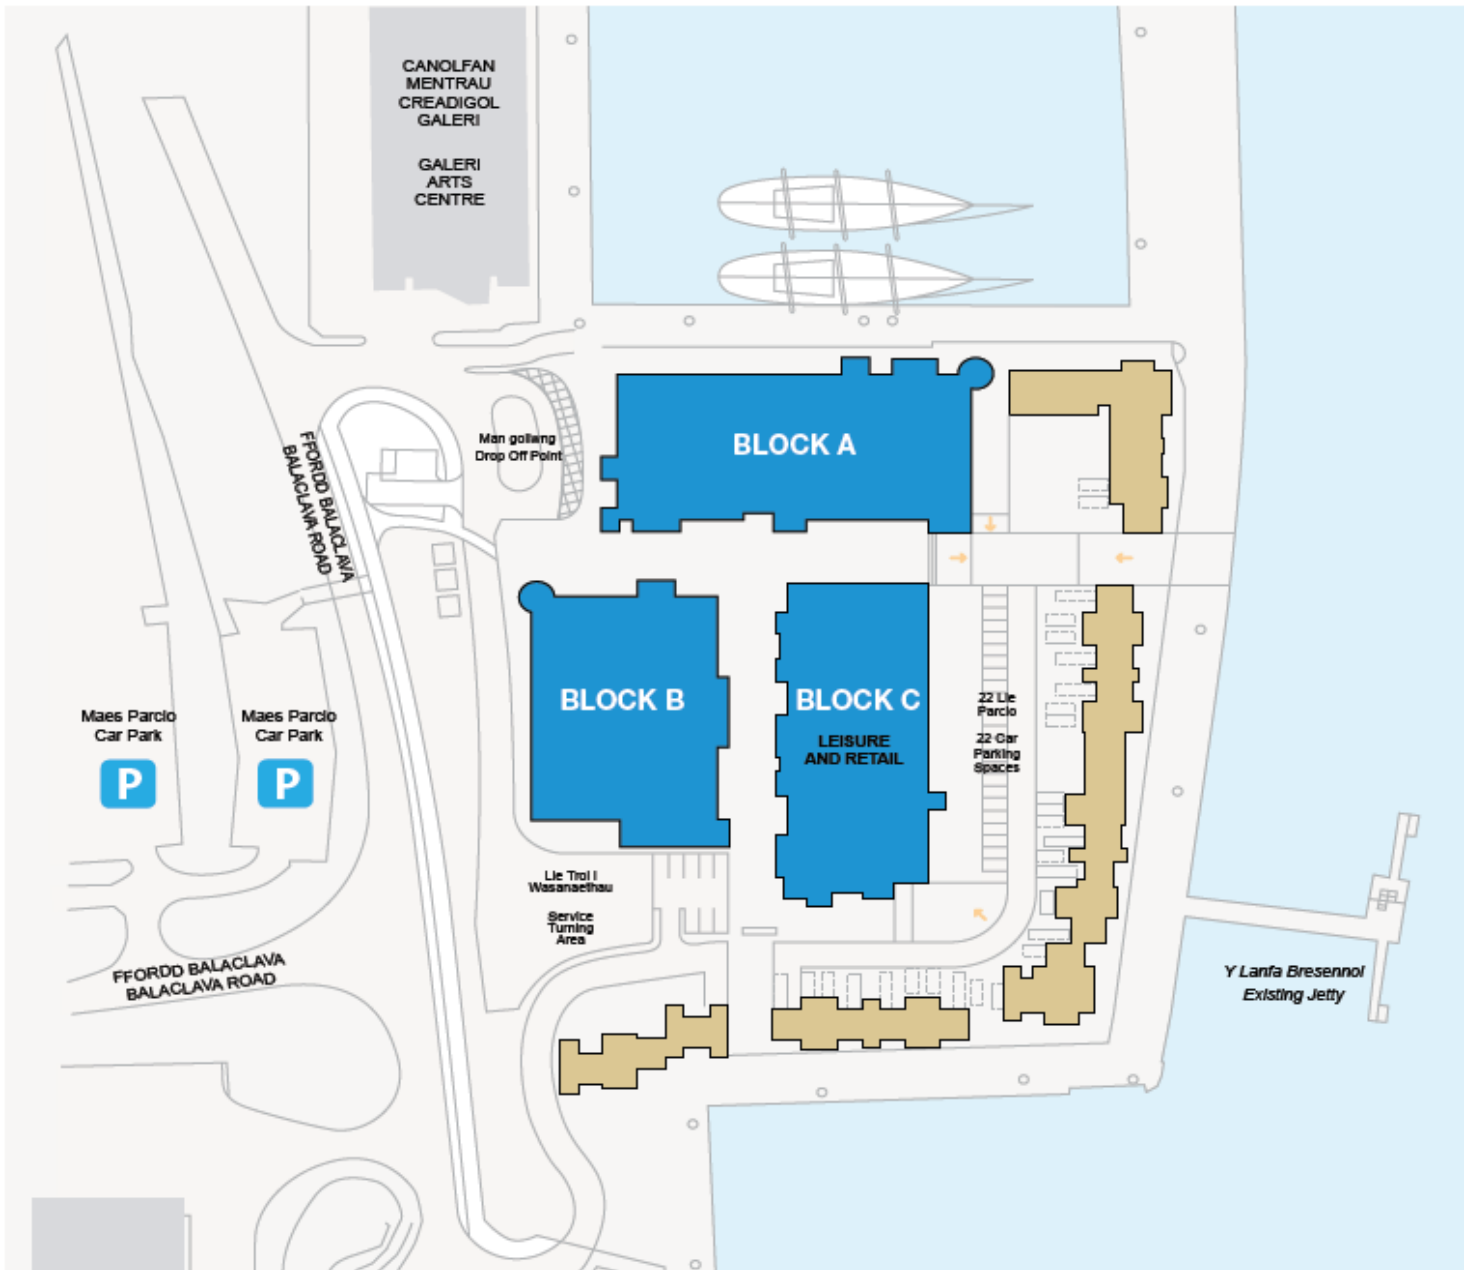 CANOLFAN
MENTRAU
CREADIGOL
GALERI
GALERI
ARTS
CENTRE
Man gollwng
Drop Off Point
BLOCK A
FFORDD BALACLAVA
BALACLAVA ROAD
BLOCK B
BLOCK C
LEISURE
AND RETAIL
22 Lle
Parcio
22 Car
Parking
Spaces
Maes Parcio
Car Park
P
Maes Parcio
Car Park
P
Lle Troi i
Wasanaethau
Service
Turning
Area
FFORDD BALACLAVA
BALACLAVA ROAD
Y Lanfa Bresennol
Existing Jetty